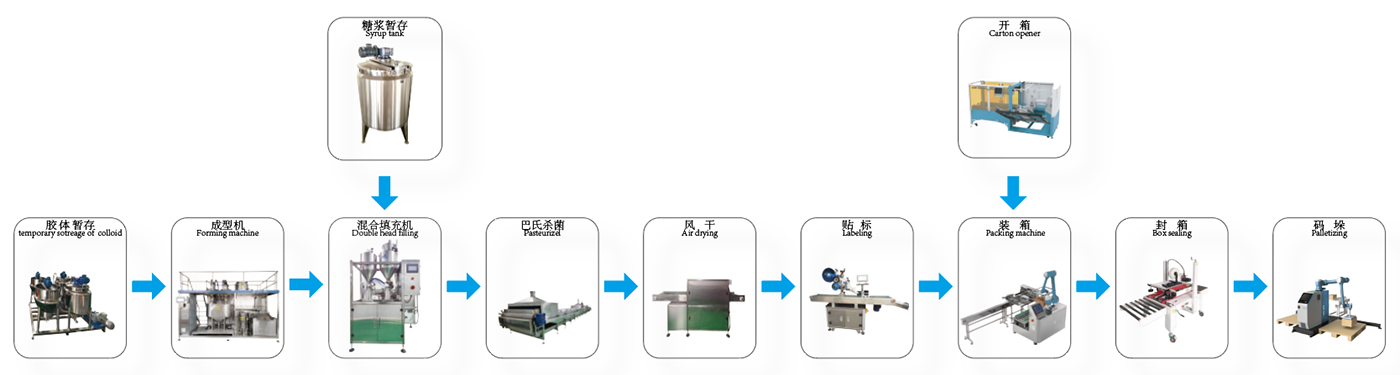 糖浆暂存
Syrup tank
开 箱
Carton opener
胶体暂存
temporary sotreage of colloid
成型机
Forming machine
混合填充机
Double head filling
巴氏杀菌
Pasteurizel
风 干
Air drying
贴 标
Labeling
装 箱
Packing machine
封 箱
Box sealing
码 垛
Palletizing